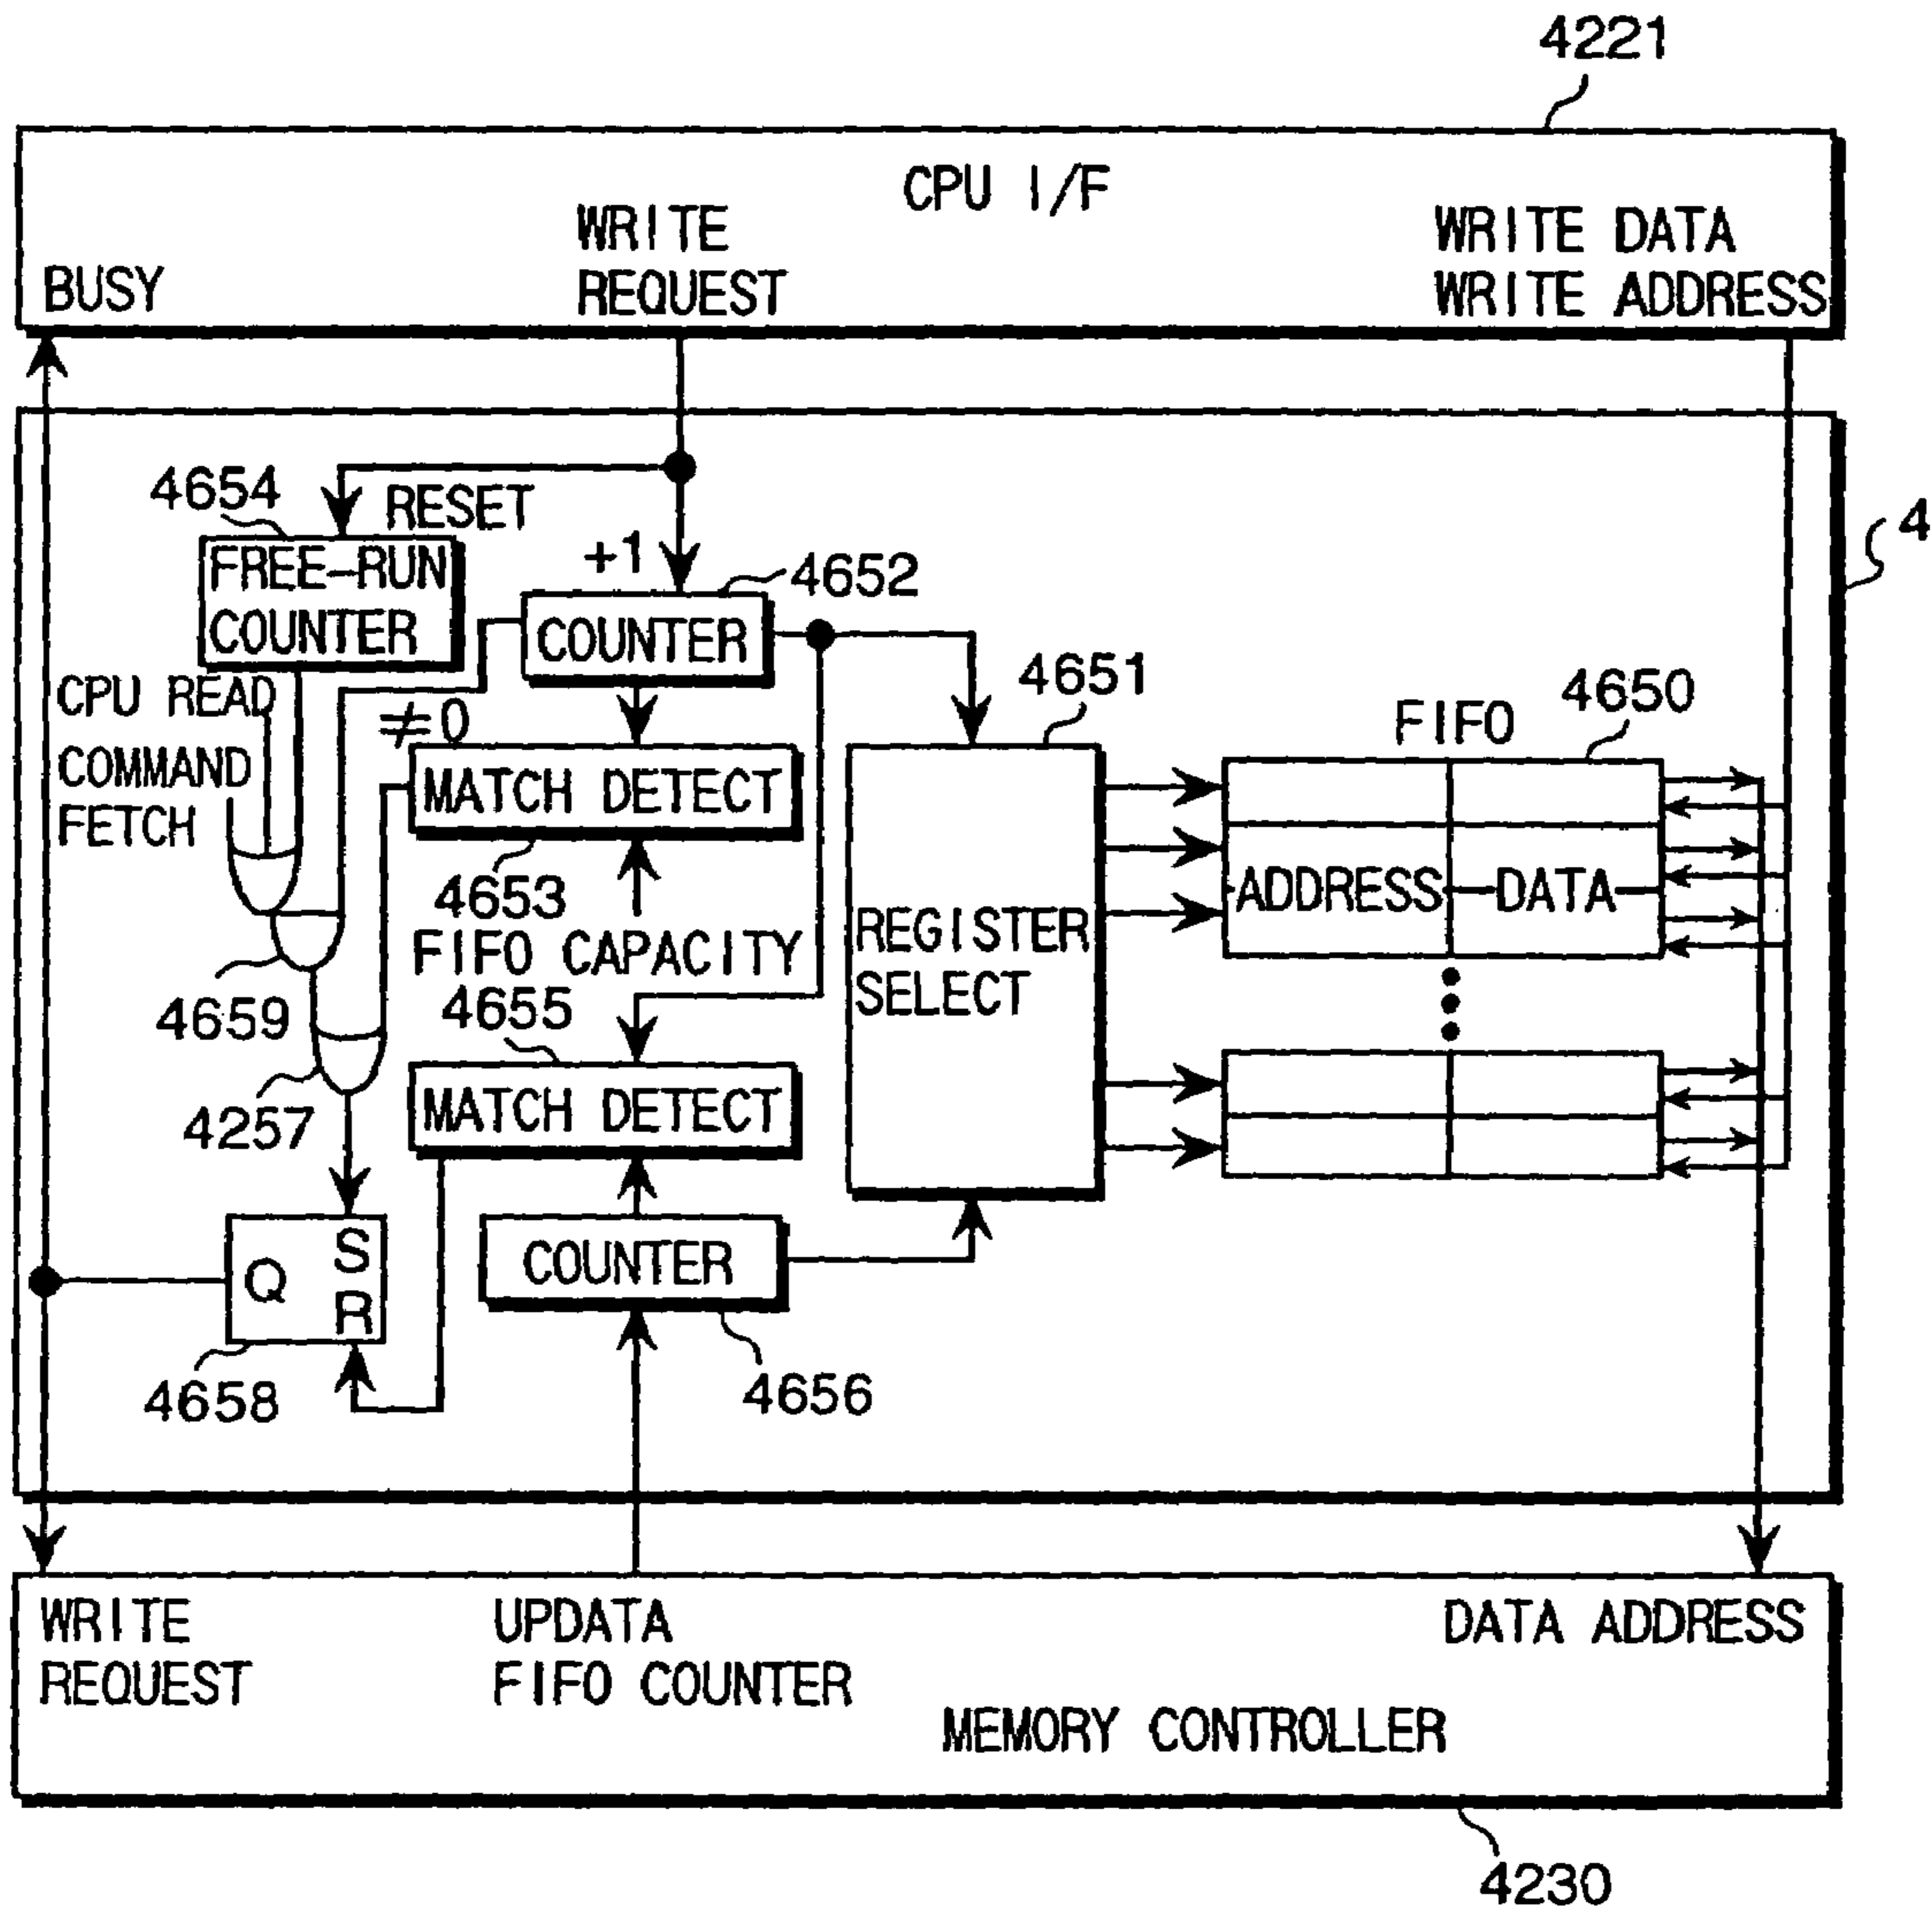 4221
CPU I/F
WRITE
REQUEST
WRITE DATA
WRITE ADDRESS
BUSY
4
4654
RESET
FREE-RUN
COUNTER
+1
4652
COUNTER
CPU READ
COMMAND
FETCH
≠0
MATCH DETECT
4653
FIFO CAPACITY
4651
REGISTER
SELECT
FIFO
4650
ADDRESS
DATA
4659
4655
MATCH DETECT
4257
Q
S
R
4658
COUNTER
4656
WRITE
REQUEST
UPDATA
FIFO COUNTER
DATA ADDRESS
MEMORY CONTROLLER
4230